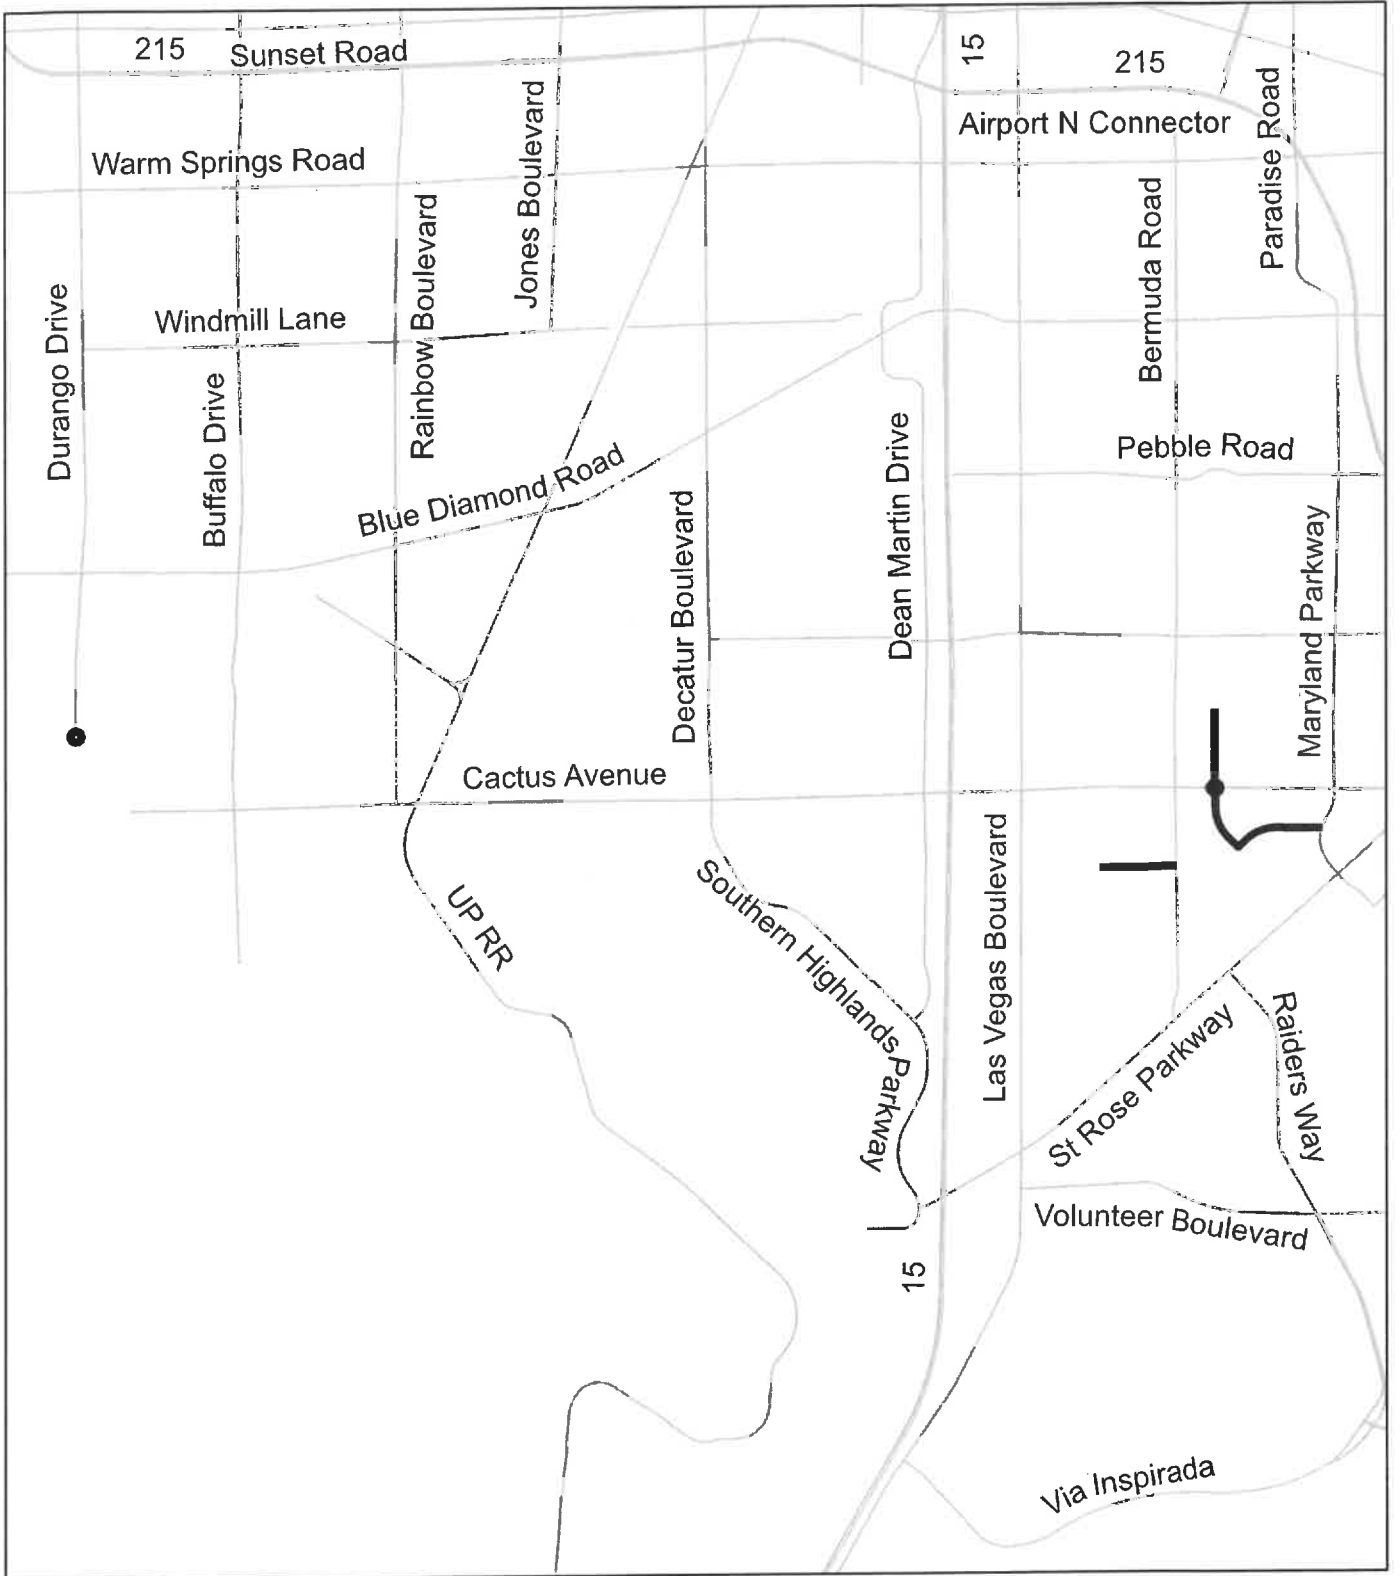 215
Sunset Road
15
215
Airport N Connector
Warm Springs Road
Jones Boulevard
Paradise Road
Rainbow Boulevard
Bermuda Road
Durango Drive
Windmill Lane
Buffalo Drive
Blue Diamond Road
Dean Martin Drive
Pebble Road
Decatur Boulevard
Maryland Parkway
Cactus Avenue
Las Vegas Boulevard
UP RR
Southern Highlands Parkway
St Rose Parkway
Raiders Way
Volunteer Boulevard
15
Via Inspirada